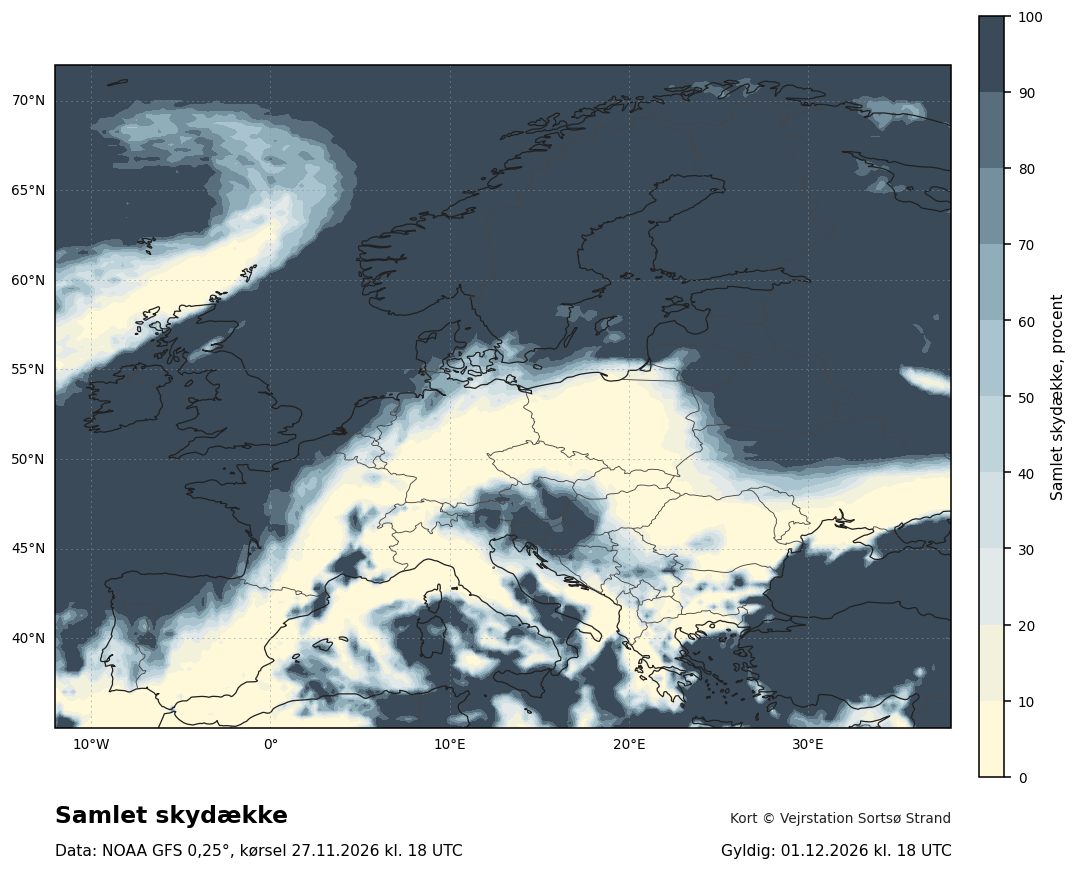 70°N
65°N
60°N
55°N
50°N
45°N
40°N
10°W
0°
10°E
20°E
30°E
100
90
80
70
60
50
40
30
20
10
0
Samlet skydække, procent
Samlet skydække
Kort © Vejrstation Sortsø Strand
Data: NOAA GFS 0,25°, kørsel 27.11.2026 kl. 18 UTC
Gyldig: 01.12.2026 kl. 18 UTC